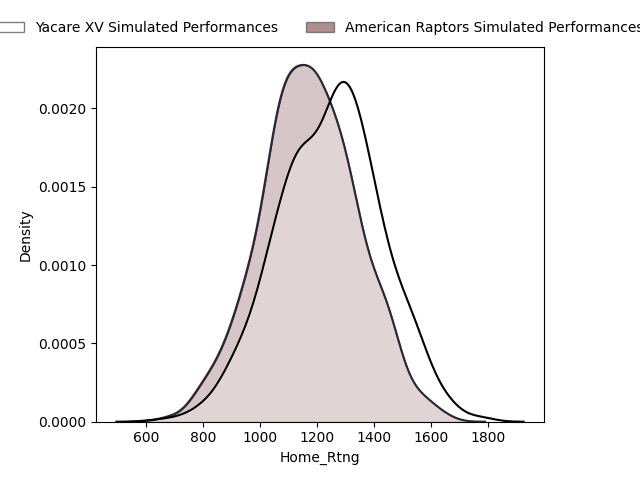 Yacare XV Simulated Performances
American Raptors Simulated Performances
0.0020
0.0015
0.0010
0.0005
0.0000
Density
600 800 1000 1200 1400 1600 1800
Home_Rtng